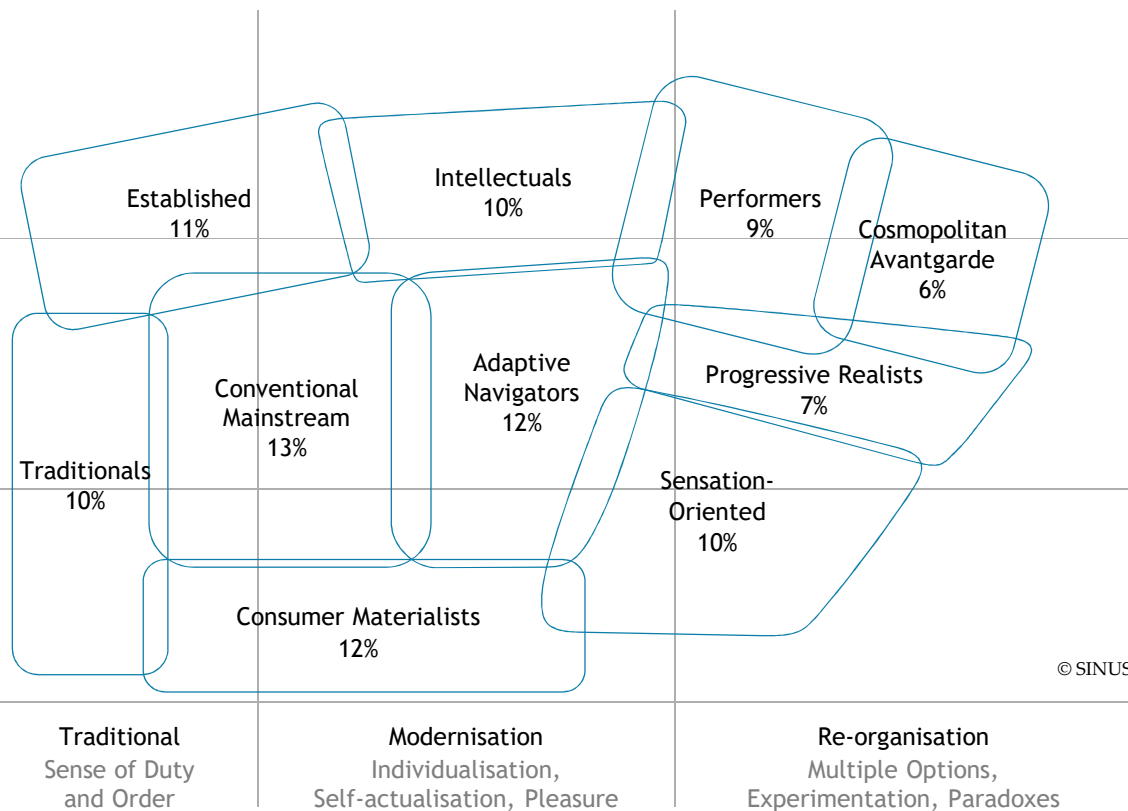 Established
11%
Intellectuals
10%
Performers
9%
Cosmopolitan
Avantgarde
6%
Conventional
Mainstream
13%
Adaptive
Navigators
12%
Progressive Realists
7%
Traditionals
10%
Sensation-
Oriented
10%
Consumer Materialists
12%
© SINUS
Traditional
Sense of Duty
and Order
Modernisation
Individualisation,
Self-actualisation, Pleasure
Re-organisation
Multiple Options,
Experimentation, Paradoxes